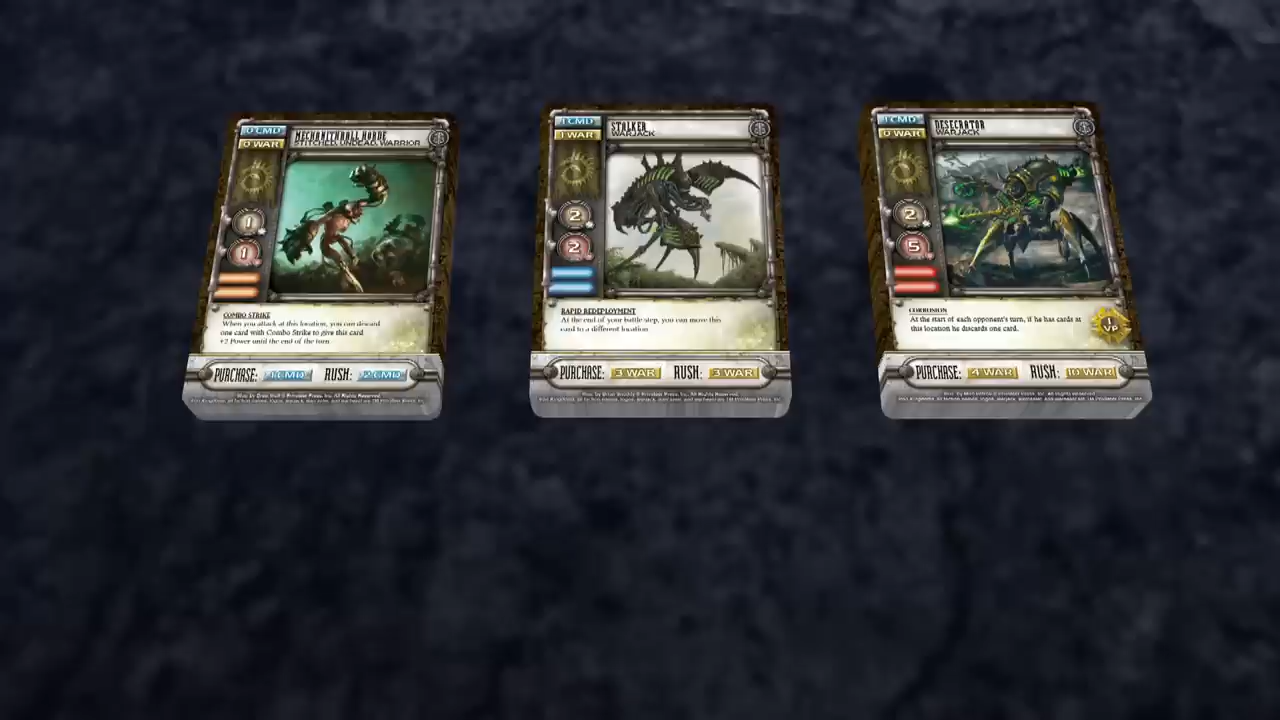 0 CMD
0 WAR
MECHANITHRALL HORDE
STITCHED, UNDEAD, WARRIOR
1
1
COMBO STRIKE
When you attack at this location, you can discard
one card with Combo Strike to give this card
+2 Power until the end of the turn.
PURCHASE: 1 CMD RUSH: 2 CMD
1 CMD
1 WAR
STALKER
WARJACK
2
2
RAPID REDEPLOYMENT
At the end of your battle step, you can move this
card to a different location
PURCHASE: 3 WAR RUSH: 3 WAR
1 CMD
0 WAR
DESECRATOR
WARJACK
2
5
CORROSION
At the start of each opponent's turn, if he has cards at
this location he discards one card.
1
VP
PURCHASE: 4 WAR RUSH: 10 WAR